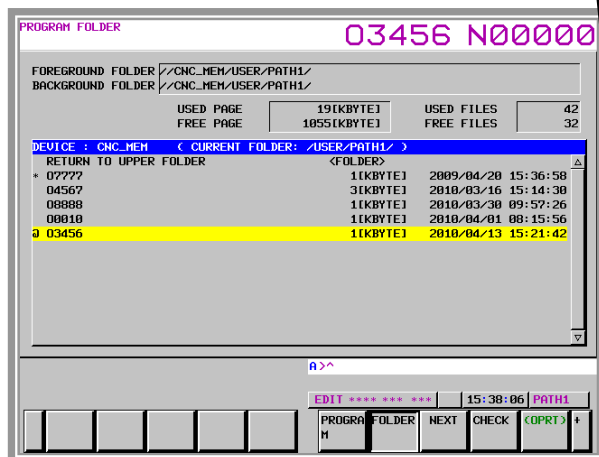 PROGRAM FOLDER O3456 N00000
FOREGROUND FOLDER //CNC_MEM/USER/PATH1/
BACKGROUND FOLDER //CNC_MEM/USER/PATH1/
USED PAGE 19[KBYTE] USED FILES 42
FREE PAGE 1055[KBYTE] FREE FILES 32
DEVICE : CNC_MEM ( CURRENT FOLDER: /USER/PATH1/ )
RETURN TO UPPER FOLDER <FOLDER>
* O7777 1[KBYTE] 2009/04/20 15:36:58
O4567 3[KBYTE] 2010/03/16 15:14:30
O8888 1[KBYTE] 2010/03/30 09:57:26
O0010 1[KBYTE] 2010/04/01 08:15:56
@ O3456 1[KBYTE] 2010/04/13 15:21:42
A>^
EDIT **** *** *** 15:38:06 PATH1
PROGRA FOLDER NEXT CHECK (OPRT) +
M